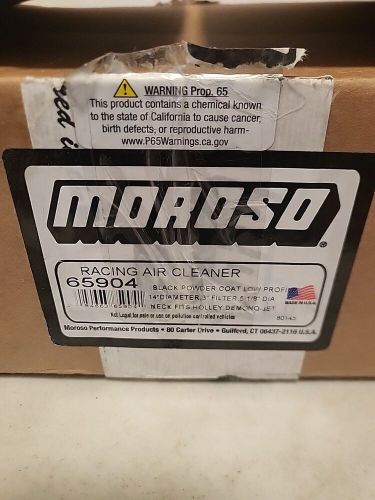 WARNING Prop. 65
This product contains a chemical known
to the state of California to cause cancer,
birth defects, or reproductive harm-
www.P65Warnings.ca.gov
MOROSO
®
RACING AIR CLEANER
65904
BLACK POWDER COAT LOW PROFI
14"DIAMETER,3" FILTER,5 1/8" DIA
NECK FITS HOLLEY DEMON,Q-JET
MADE IN U.S.A.
Not Legal for sale or use on pollution controlled vehicles
80143
Moroso Performance Products • 80 Carter Drive • Guilford, CT 06437-2116 U.S.A.